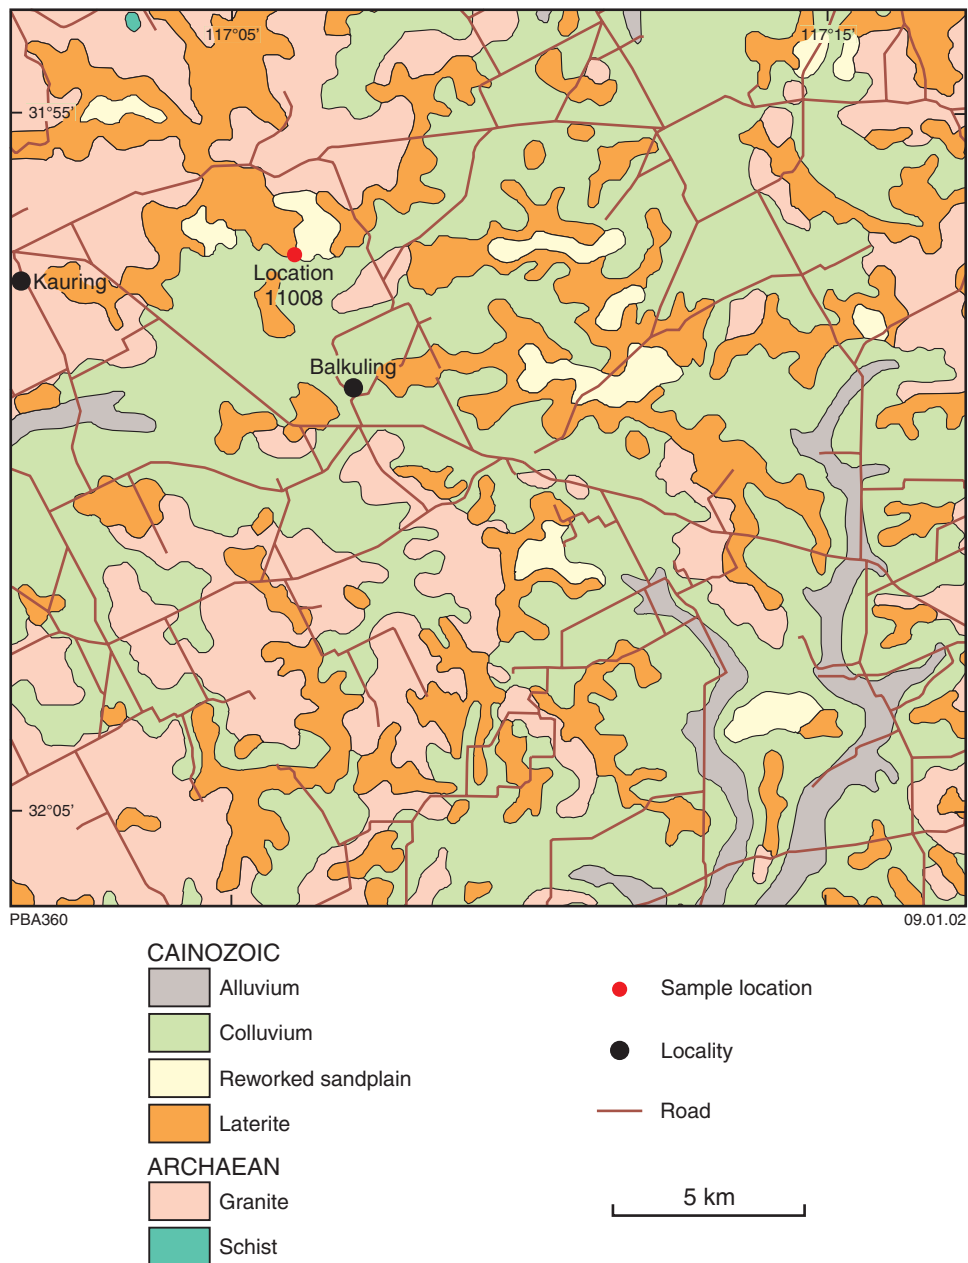 117°05'
117°15'
31°55'
Location
11008
Kauring
Balkuling
32°05'
PBA360
09.01.02
CAINOZOIC
Alluvium
Colluvium
Reworked sandplain
Laterite
ARCHAEAN
Granite
Schist
Sample location
Locality
Road
5 km